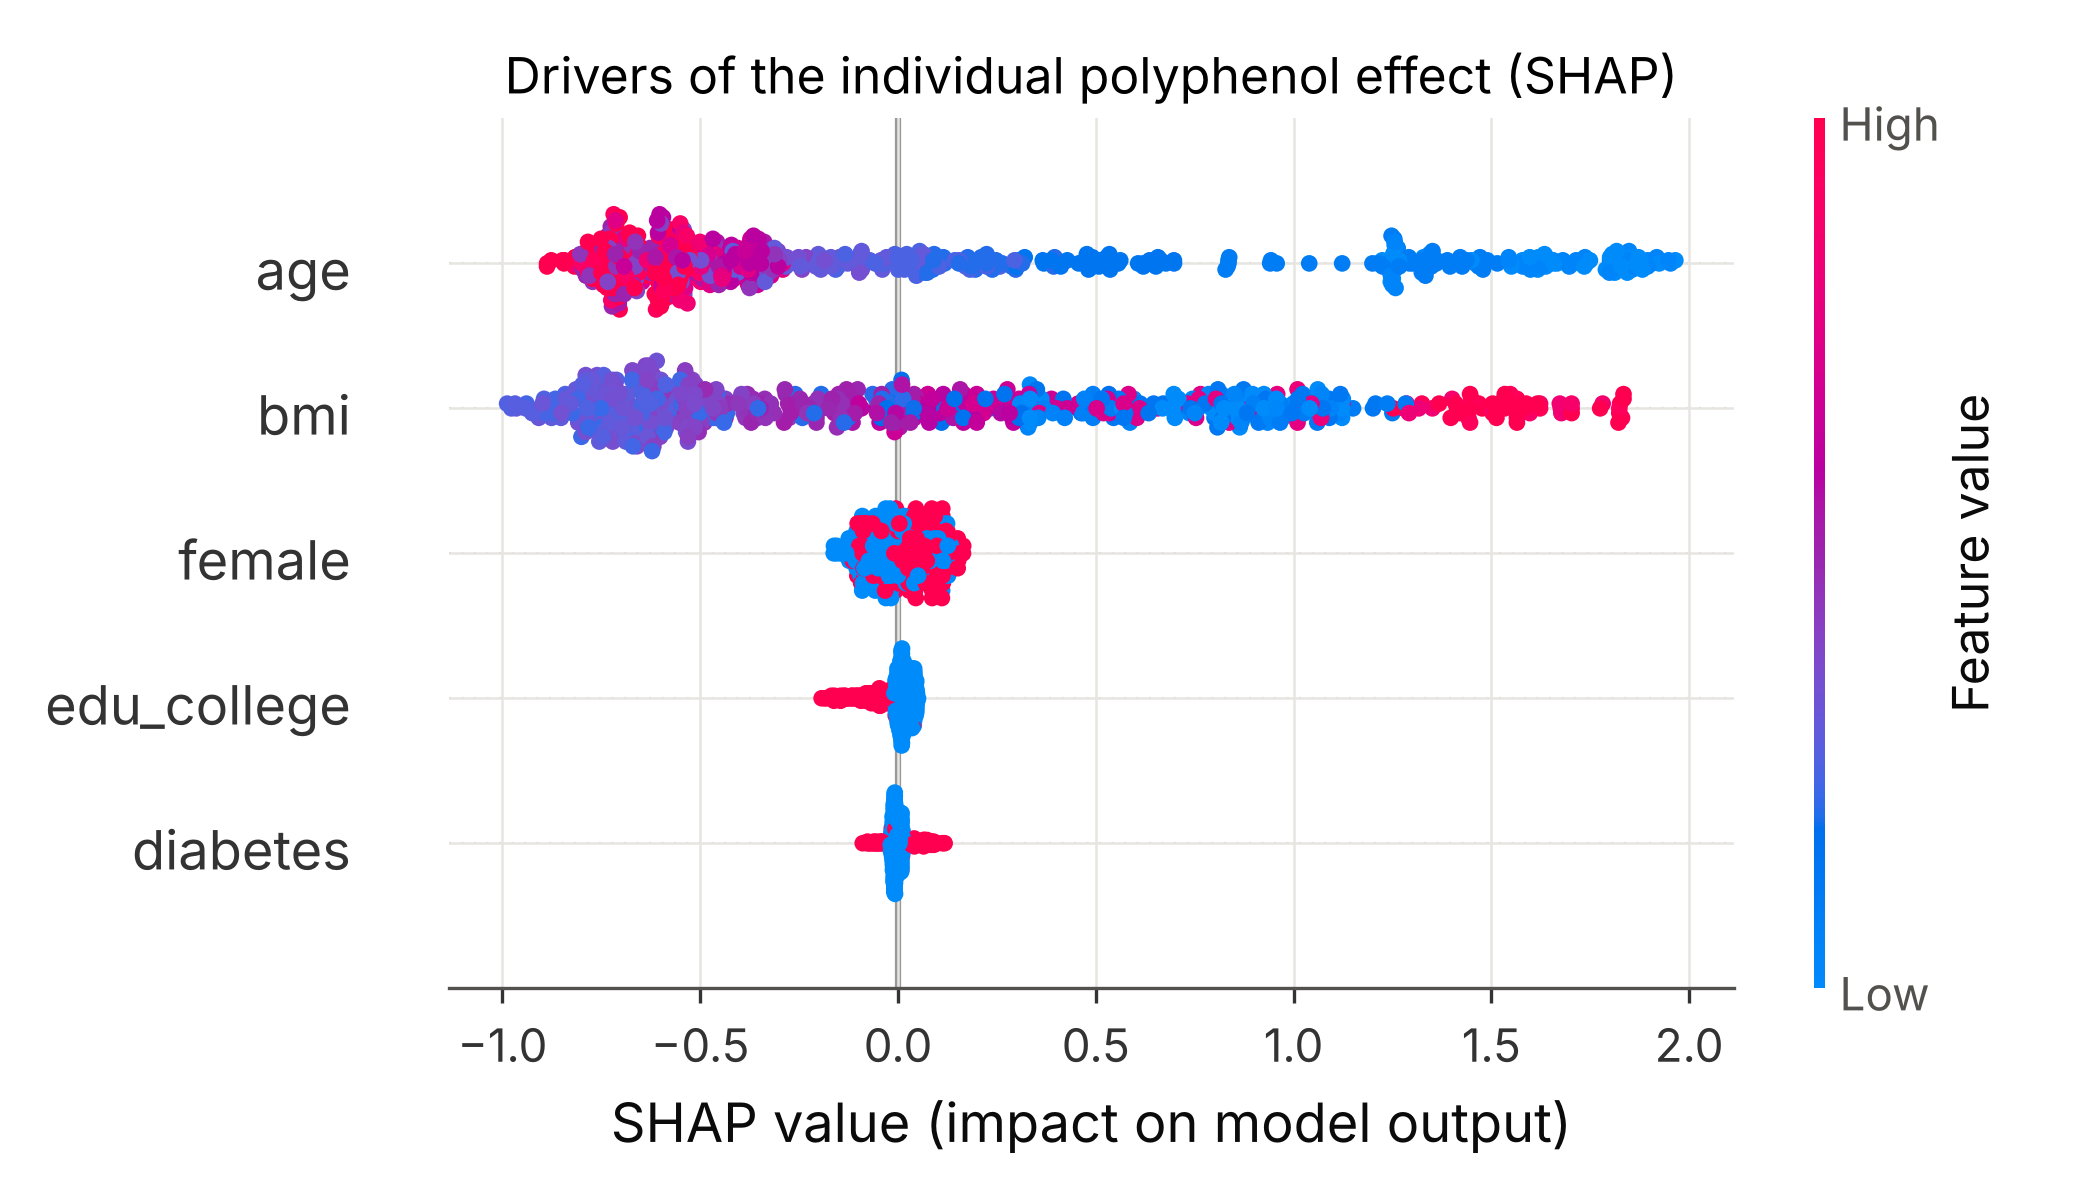 Drivers of the individual polyphenol effect (SHAP)
High
age
bmi
female
edu_college
diabetes
Feature value
Low
−1.0 −0.5 0.0 0.5 1.0 1.5 2.0
SHAP value (impact on model output)